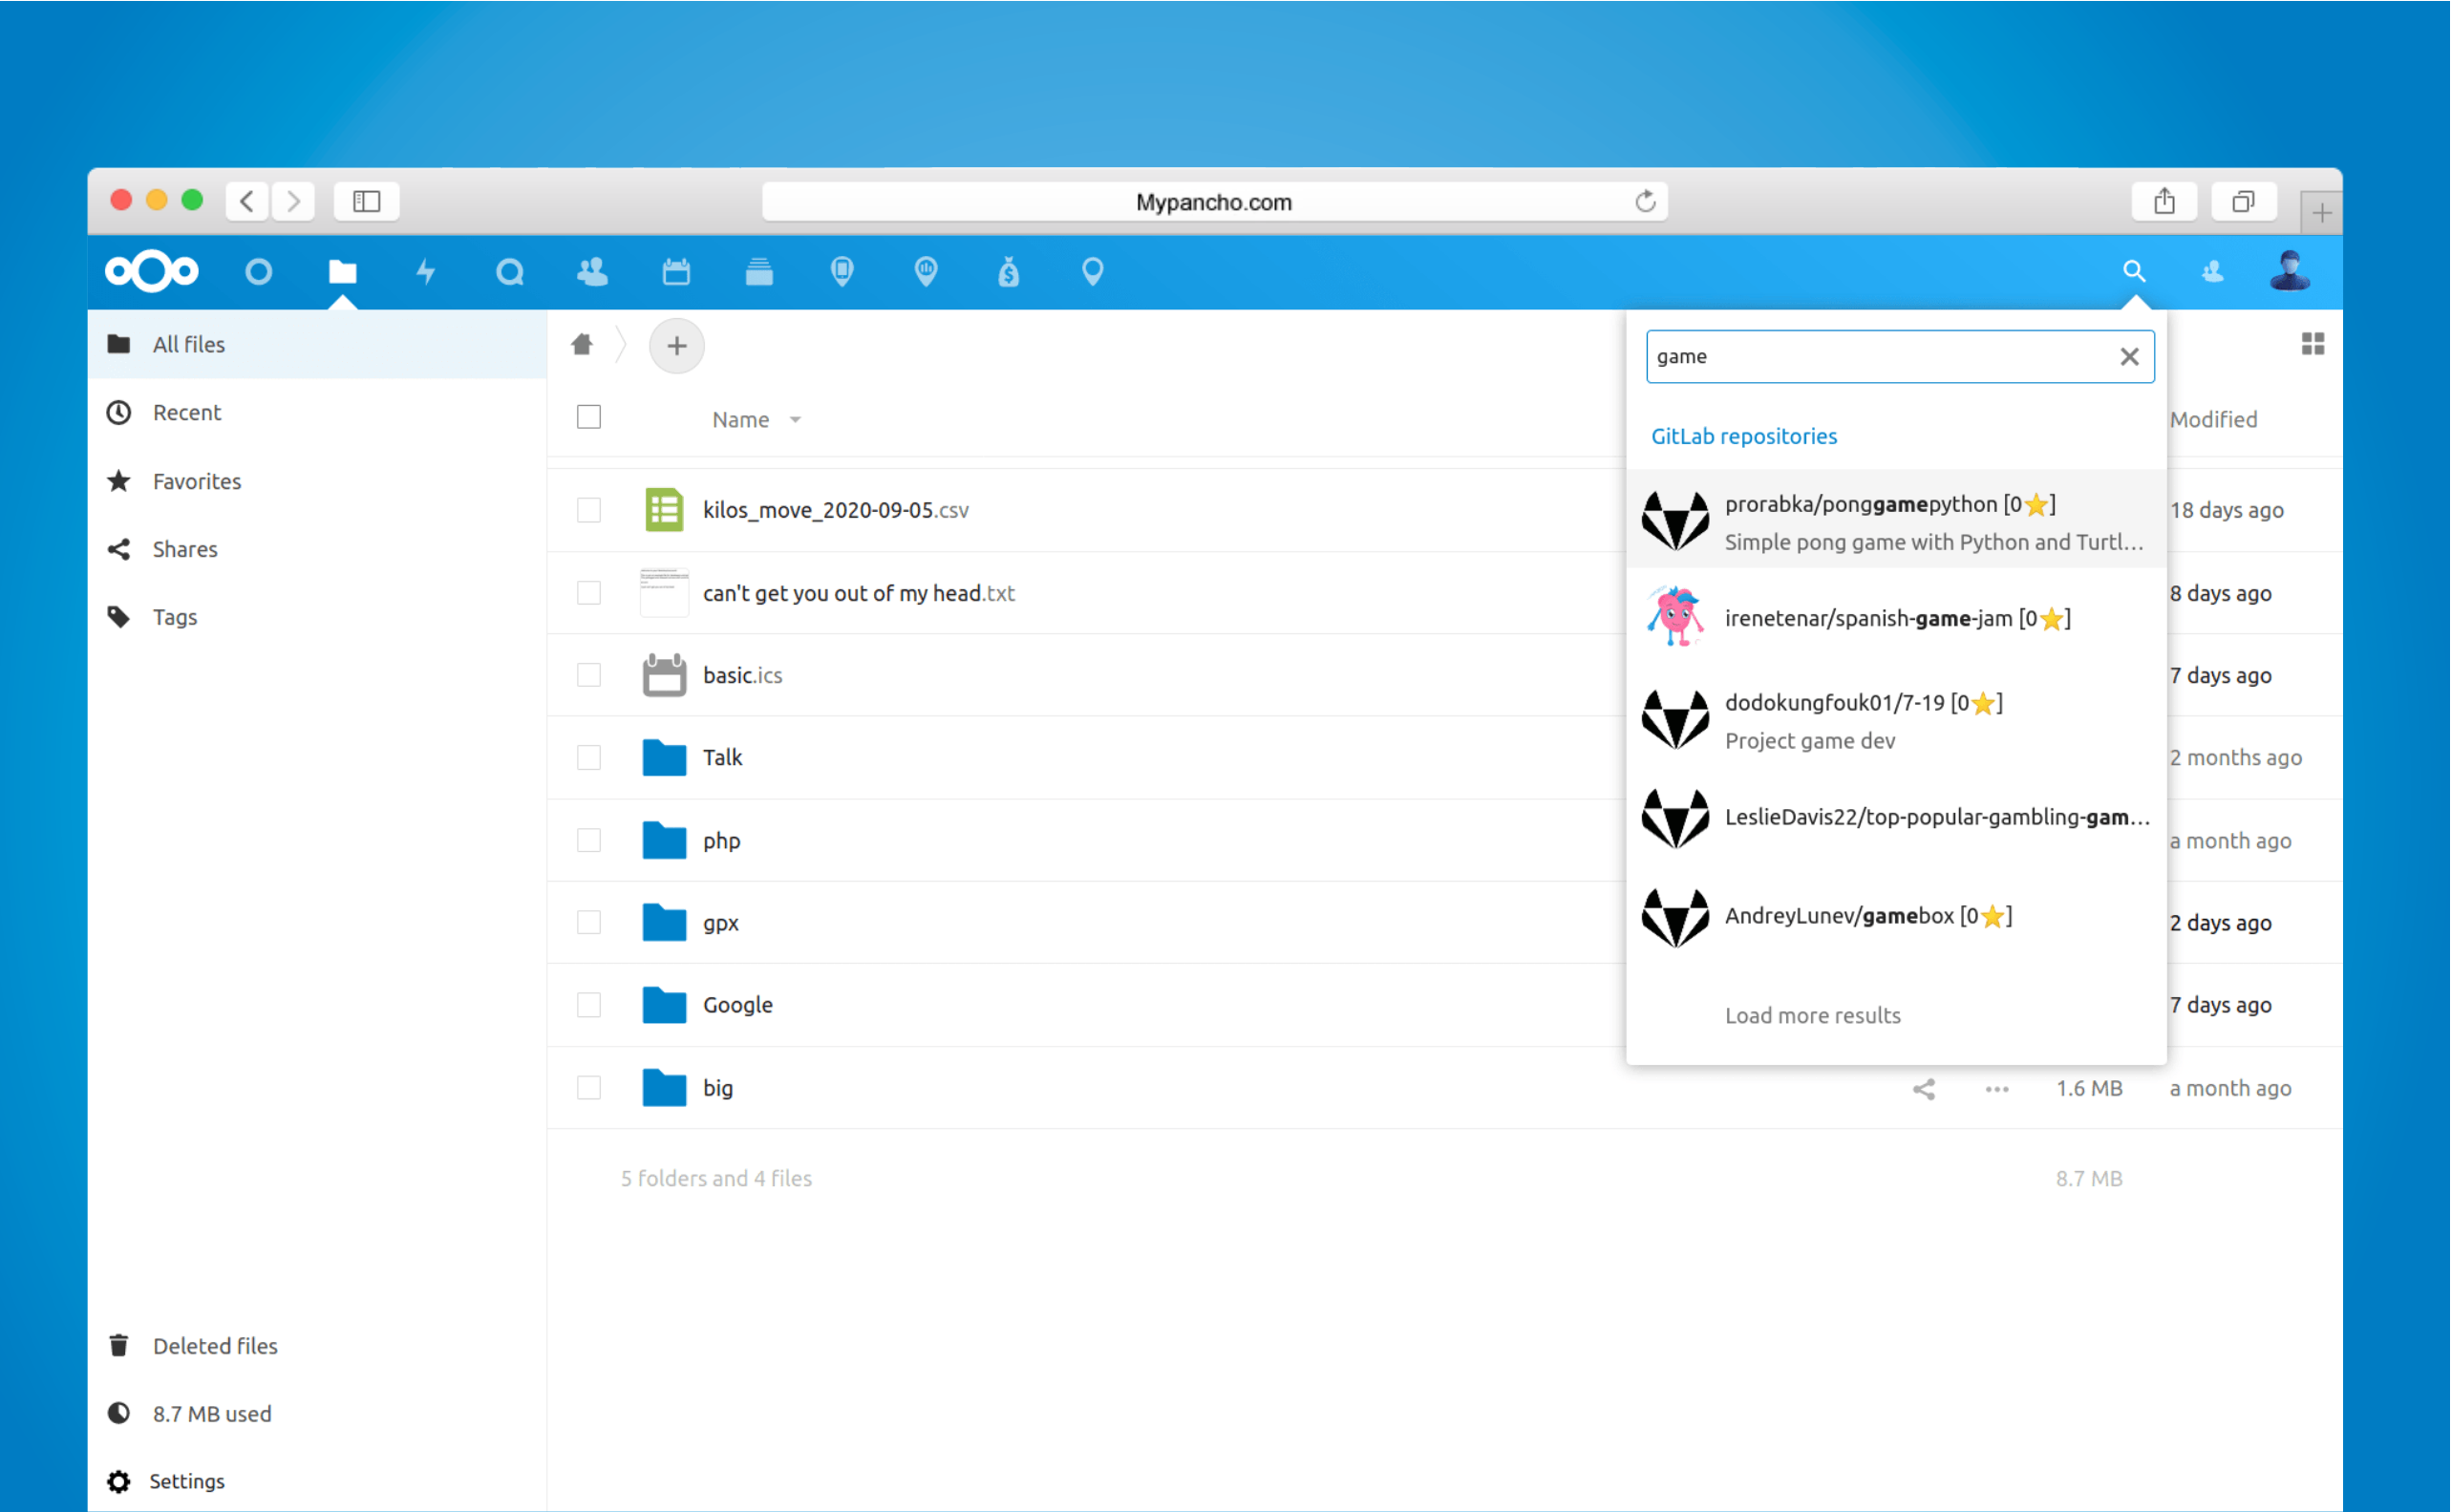 Mypancho.com
All files
Recent
Favorites
Shares
Tags
Deleted files
8.7 MB used
Settings
Name
Modified
kilos_move_2020-09-05.csv
18 days ago
can't get you out of my head.txt
8 days ago
basic.ics
7 days ago
Talk
2 months ago
php
a month ago
gpx
2 days ago
Google
7 days ago
big
1.6 MB
a month ago
5 folders and 4 files
8.7 MB
game
GitLab repositories
prorabka/ponggamepython [0⭐]
Simple pong game with Python and Turtl...
irenetenar/spanish-game-jam [0⭐]
dodokungfouk01/7-19 [0⭐]
Project game dev
LeslieDavis22/top-popular-gambling-gam...
AndreyLunev/gamebox [0⭐]
Load more results